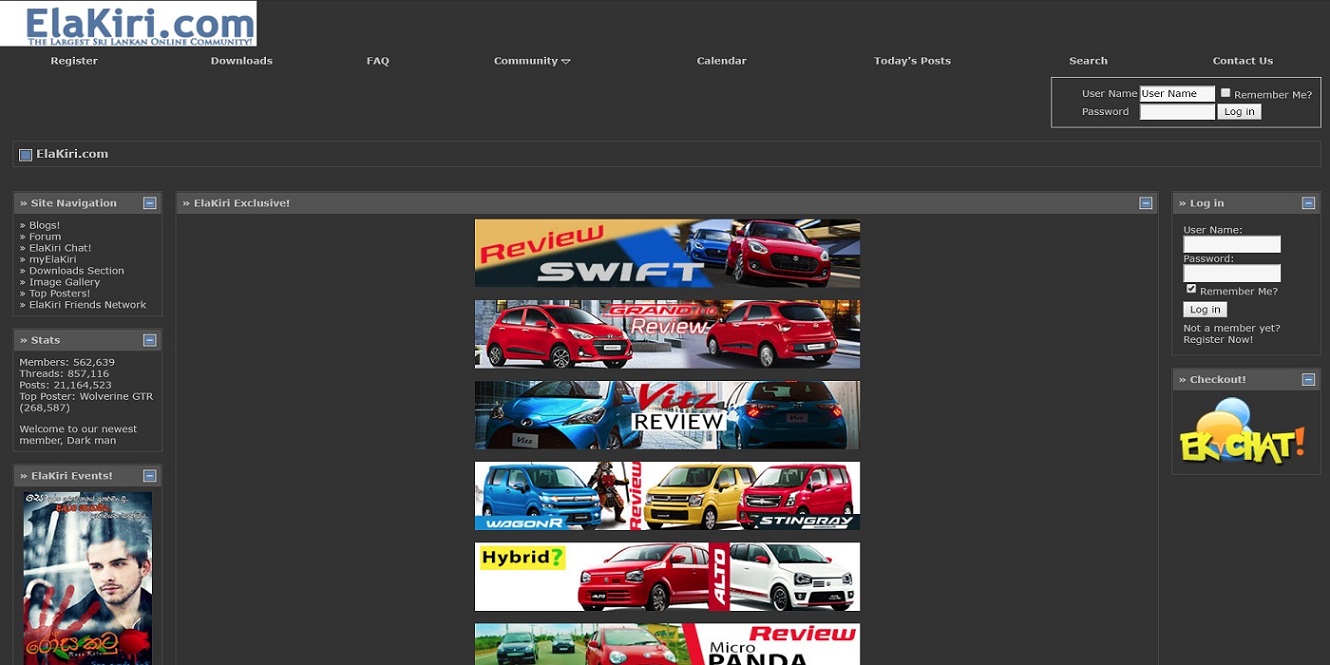 ElaKiri.com
THE LARGEST SRI LANKAN ONLINE COMMUNITY!
Register
Downloads
FAQ
Community
Calendar
Today's Posts
Search
Contact Us
User Name User Name Remember Me?
Password Log in
ElaKiri.com
» Site Navigation
» Blogs!
» Forum
» ElaKiri Chat!
» myElaKiri
» Downloads Section
» Image Gallery
» Top Posters!
» ElaKiri Friends Network
» Stats
Members: 562,639
Threads: 857,116
Posts: 21,164,523
Top Poster: Wolverine GTR
(268,587)
Welcome to our newest
member, Dark man
» ElaKiri Events!
රෝසකටු
» ElaKiri Exclusive!
Review
SWIFT
GRAND i10
Review
Vitz
REVIEW
Vitz
Vitz
Review
WAGONR
STINGRAY
Hybrid?
ALTO
ALTO
Review
Micro
PANDA
» Log in
User Name:
Password:
Remember Me?
Log in
Not a member yet?
Register Now!
» Checkout!
EK CHAT!